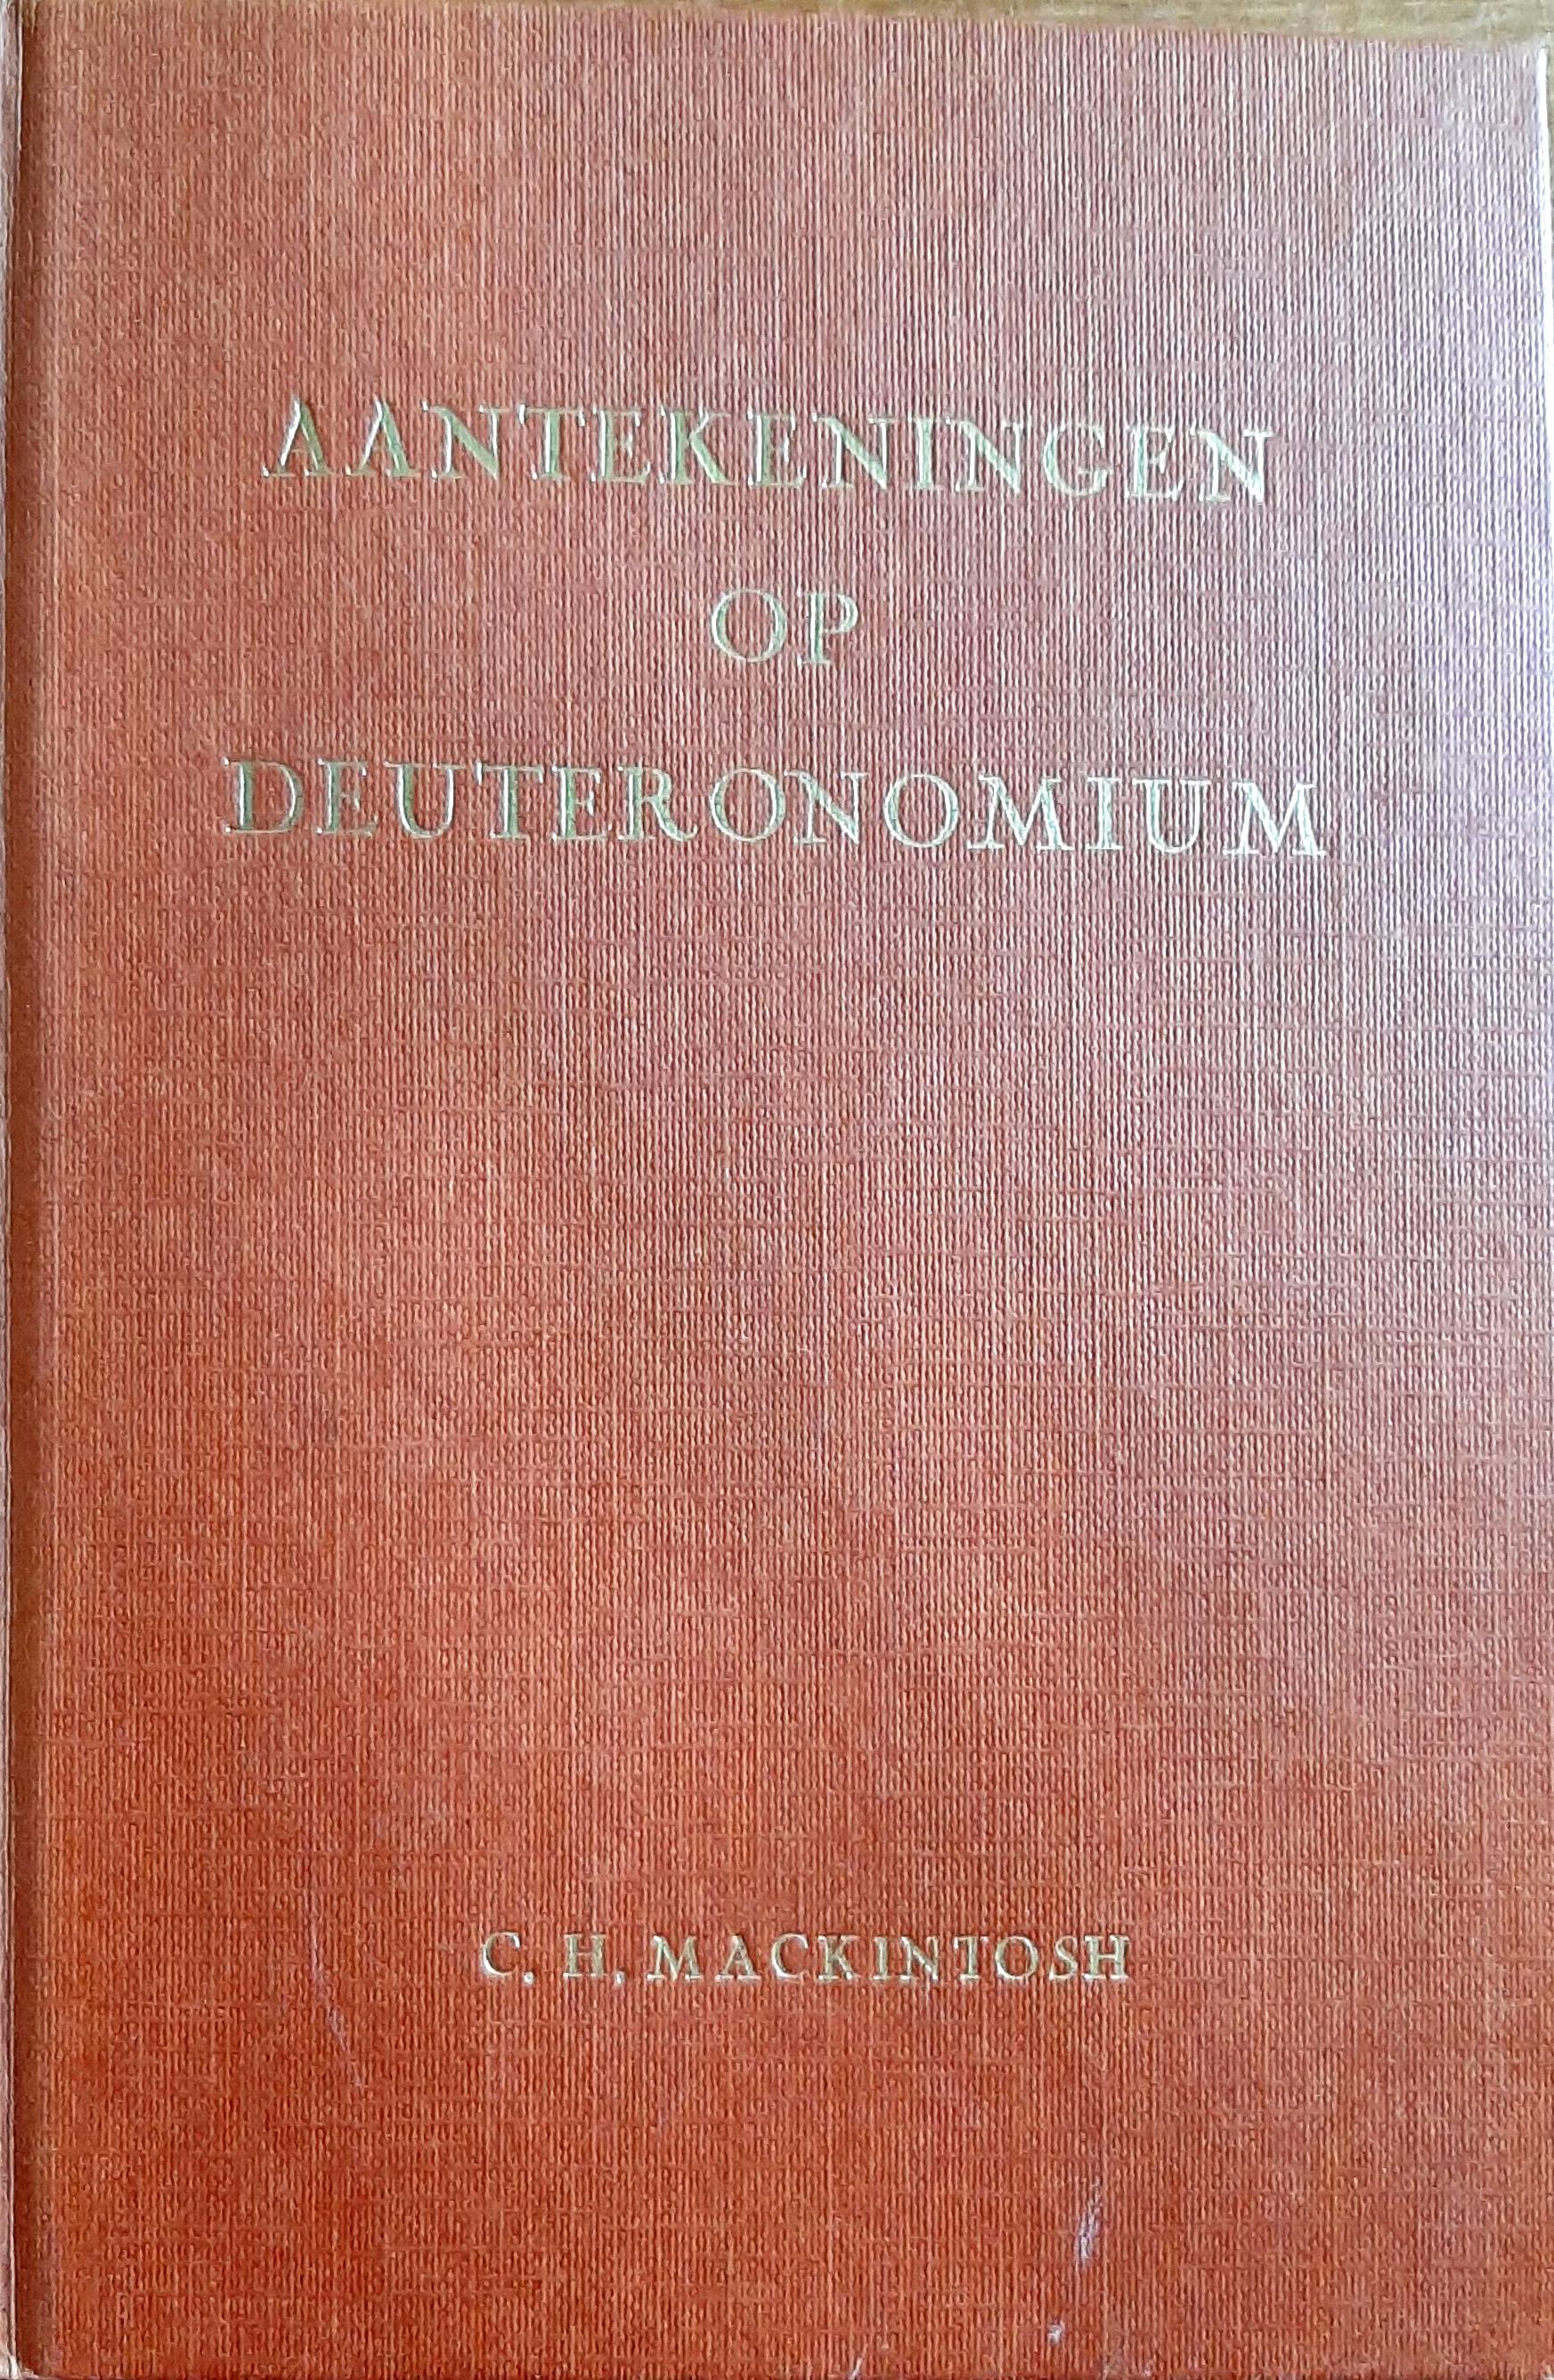 AANTEKENINGEN
OP
DEUTERONOMIUM
C. H. MACKINTOSH